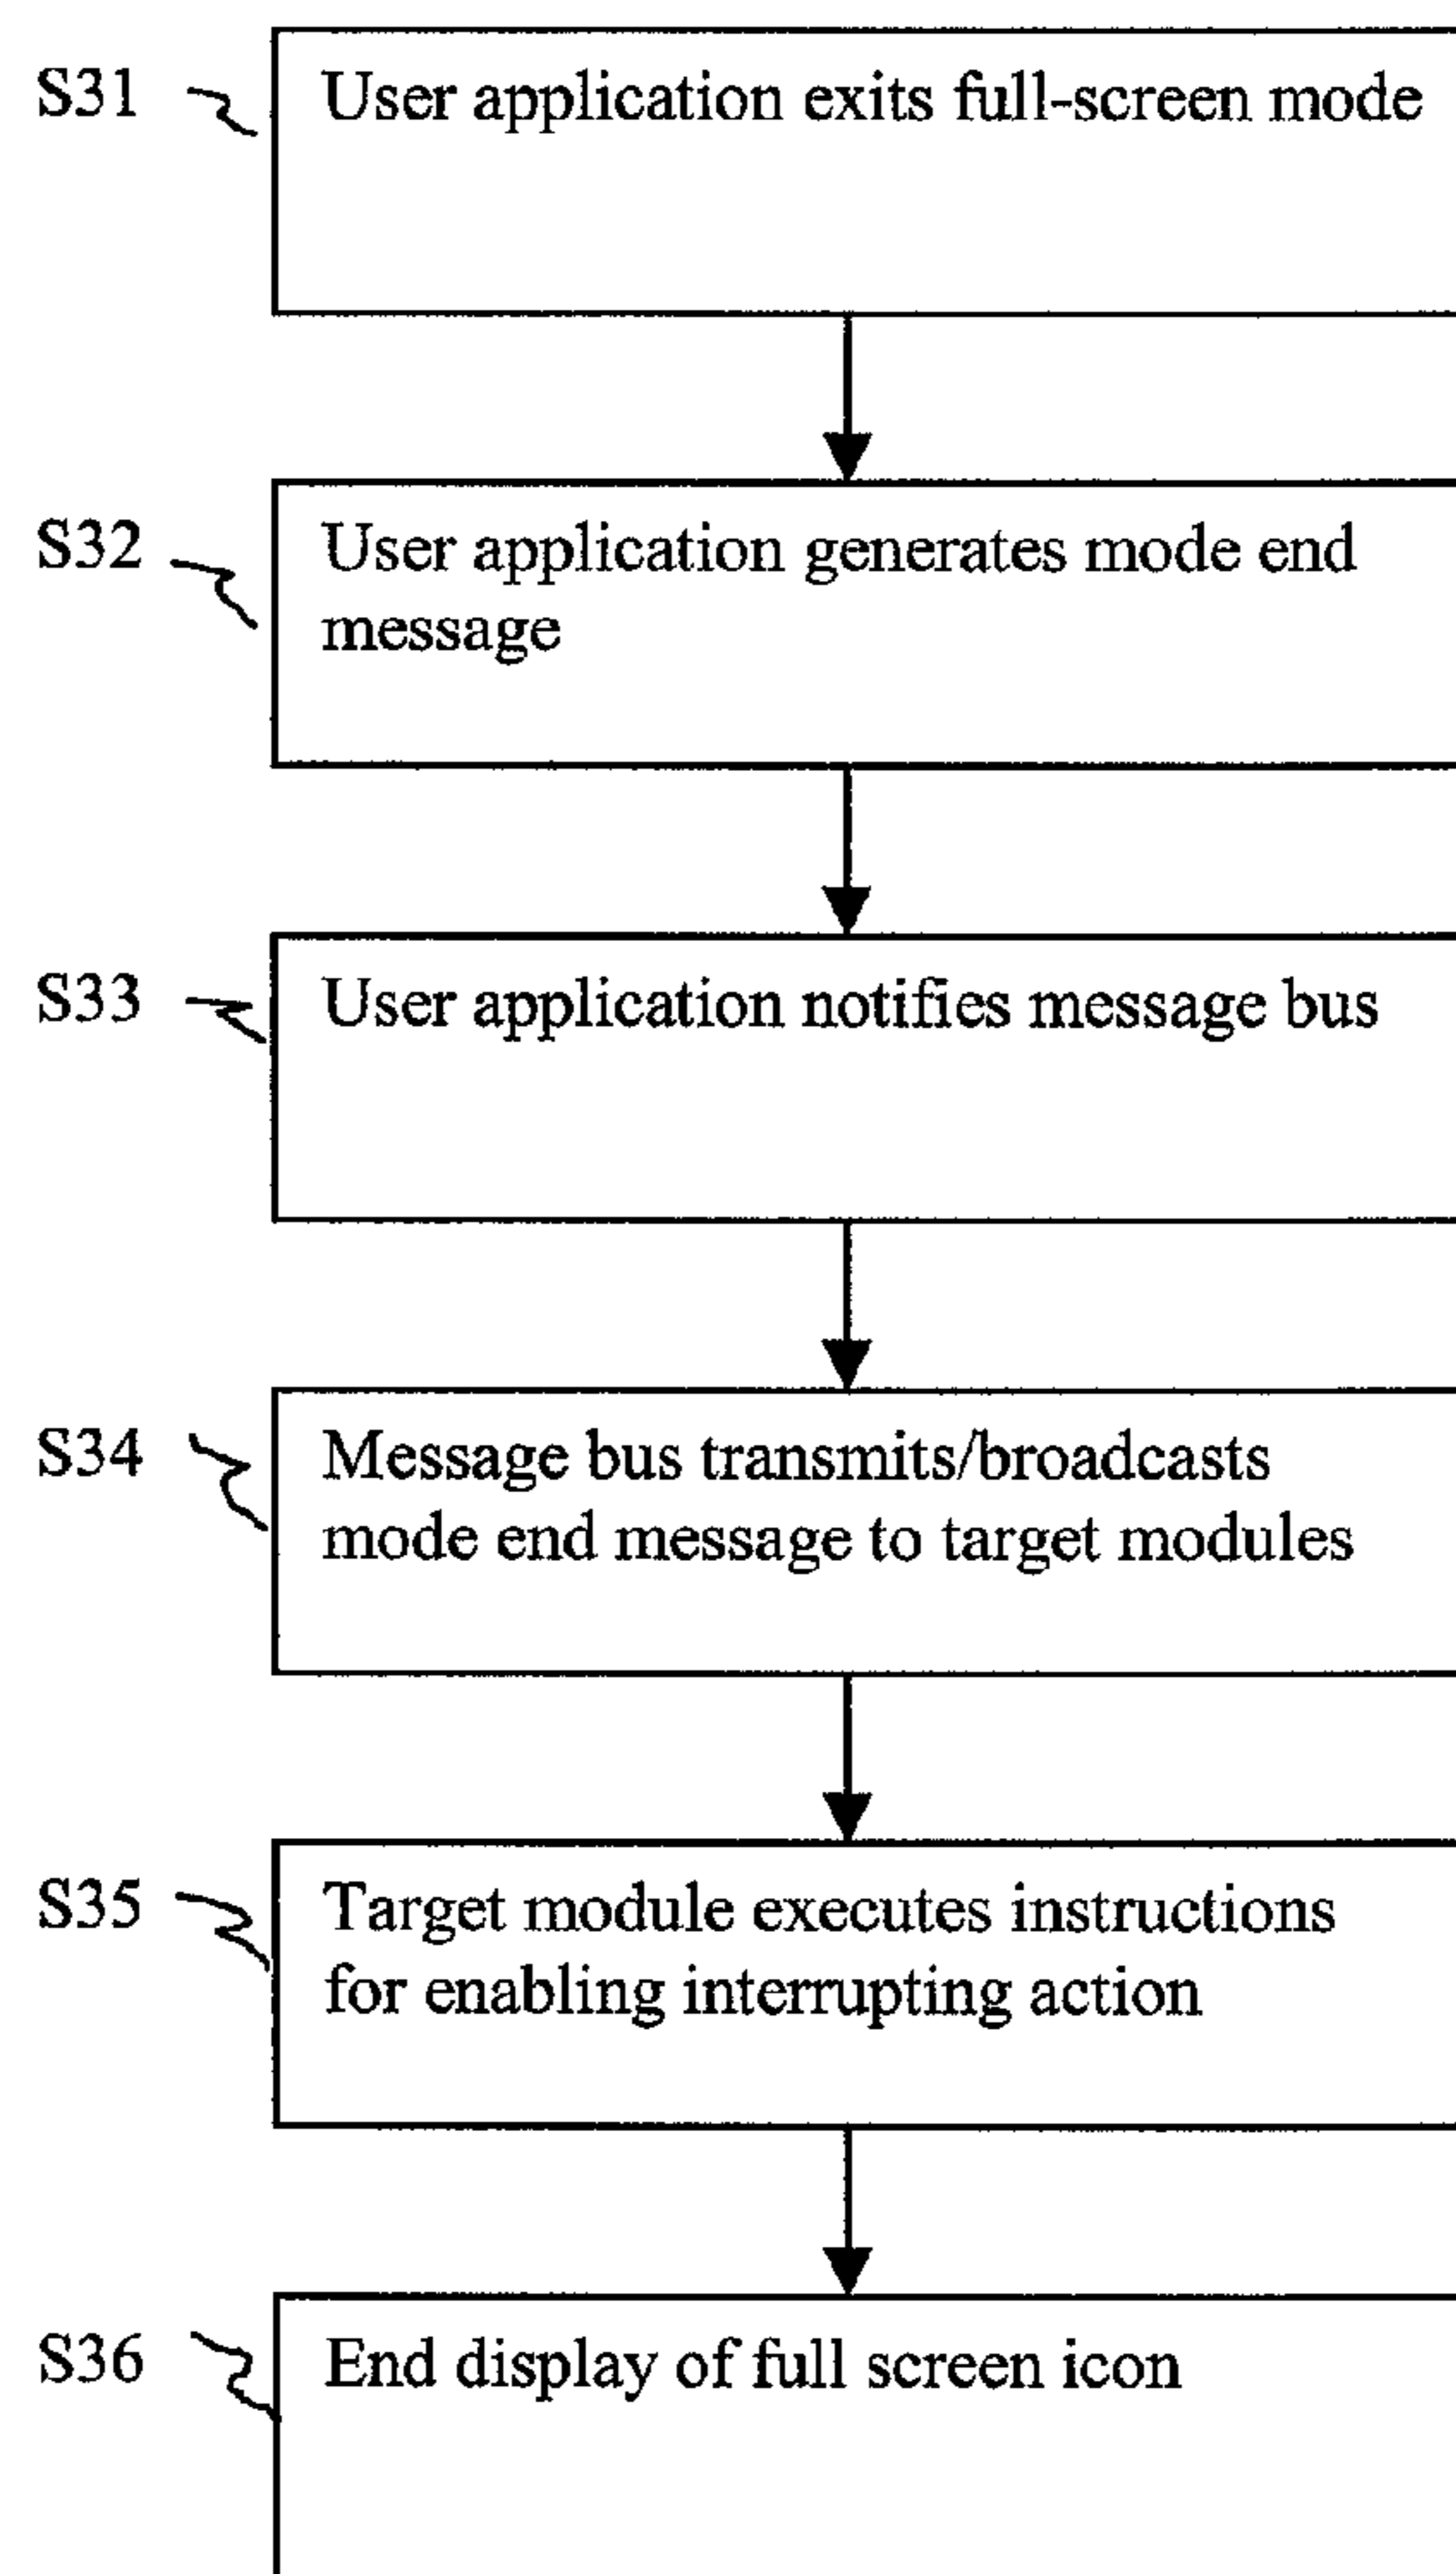 S31
User application exits full-screen mode
S32
User application generates mode end
message
S33
User application notifies message bus
S34
Message bus transmits/broadcasts
mode end message to target modules
S35
Target module executes instructions
for enabling interrupting action
S36
End display of full screen icon